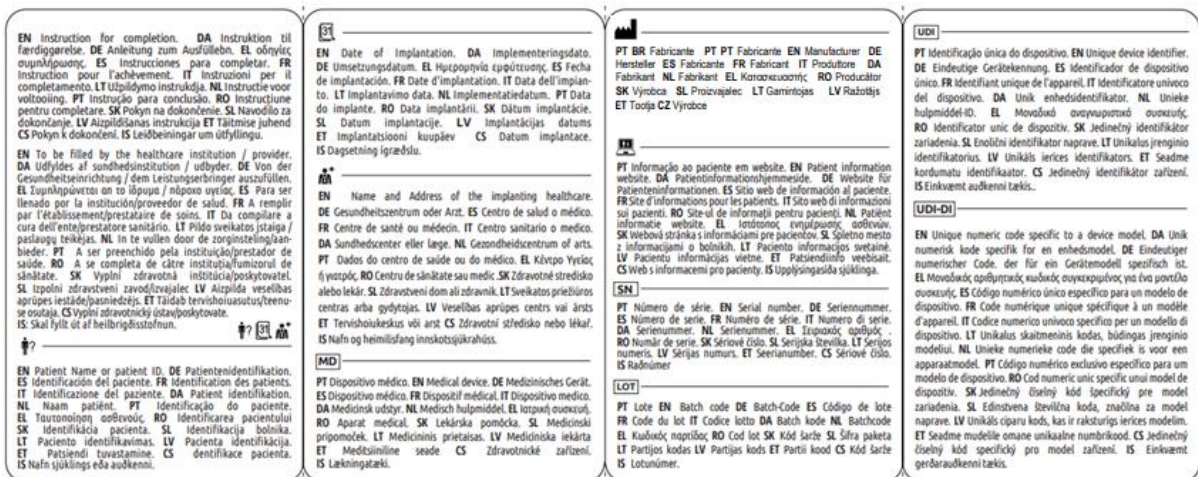 EN Instruction for completion. DA Instruktion til
færdiggørelse. DE Anleitung zum Ausfüllebn. EL οδηγίες
συμπλήρωσης. ES Instrucciones para completar. FR
Instruction pour l'achèvement. IT Instruzioni per il
completamento. LT Užpildymo instrukdja. NL Instructie voor
voltooiing. PT Instrução para conclusão. RO Instrucțiune
pentru completare. SK Pokyn na dokončenie. SL Navodilo za
dokončanje. LV Aizpildīšanas instrukcija ET Täitmise juhend
CS Pokyn k dokončení. IS Leiðbeiningar um útfyllingu.
EN To be filled by the healthcare institution / provider.
DA Udfyldes af sundhedsinstitution / udbyder. DE Von der
Gesundheitseinrichtung / dem Leistungserbringer auszufüllen.
EL Συμπληρώνεται απ το ίδρυμα / πάροχο υγείας. ES Para ser
llenado por la institución/proveedor de salud. FR A remplir
par l'établissement/prestataire de soins. IT Da compilare a
cura dell'ente/prestatore sanitário. LT Pildo sveikatos įstaiga /
paslaugų teikėjas. NL In te vullen door de zorginsteling/aan-
bieder. PT A ser preenchido pela instituição/prestador de
saúde. RO A se completa de către instituția/furnizorul de
sănătate. SK Vyplní zdravotná inštitúcia/poskytovateľ.
SL Izpolni zdravstveni zavod/izvajalec LV Aizpilda veselības
aprūpes iestāde/pasniedzējs. ET Täidab tervishoiuasutus/teenu-
se osutaja. CS Vyplní zdravotnický ústav/poskytovate.
IS: Skal fyllt út af heilbrigðisstofnun.
?
31
?
EN Patient Name or patient ID. DE Patientenidentifikation.
ES Identificación del paciente. FR Identification des patients.
IT Identificazione del paziente. DA Patient identifikation.
NL Naam patiënt. PT Identificação do paciente.
EL Ταυτοποίηση ασθενούς. RO Identificarea pacientului
SK Identifikácia pacienta. SL Identifikacija bolnika.
LT Paciento identifikavimas. LV Pacienta identifikācija.
ET Patsiendi tuvastamine. CS dentifikace pacienta.
IS Nafn sjúklings eða auðkenni.
31
EN Date of Implantation. DA Implementeringsdato.
DE Umsetzungsdatum. EL Ημερομηνία εμφύτευσης. ES Fecha
de implantación. FR Date d'implantation. IT Data dell'impian-
to. LT Implantavimo data. NL Implementatiedatum. PT Data
do implante. RO Data implantării. SK Dátum implantácie.
SL Datum implantacije. LV Implantācijas datums
ET Implantatsiooni kuupäev CS Datum implantace.
IS Dagsetning ígræðslu.
EN Name and Address of the implanting healthcare.
DE Gesundheitszentrum oder Arzt. ES Centro de salud o médico.
FR Centre de santé ou médecin. IT Centro sanitario o medico.
DA Sundhedscenter eller læge. NL Gezondheidscentrum of arts.
PT Dados do centro de saúde ou do médico. EL Κέντρο Υγείας
ή γιατρός. RO Centru de sănătate sau medic. SK Zdravotné stredisko
alebo lekár. SL Zdravstveni dom ali zdravnik. LT Sveikatos priežiūros
centras arba gydytojas. LV Veselības aprūpes centrs vai ārsts
ET Tervishoiukeskus või arst CS Zdravotní středisko nebo lékař.
IS Nafn og heimilisfang innskotssjúkrahúss.
MD
PT Dispositivo médico. EN Medical device. DE Medizinisches Gerät.
ES Dispositivo médico. FR Dispositif médical. IT Dispositivo medico.
DA Medicinsk udstyr. NL Medisch hulpmiddel. EL Ιατρική συσκευή.
RO Aparat medical. SK Lekárska pomôcka. SL Medicinski
pripomoček. LT Medicininis prietaisas. LV Medicīniska iekārta
ET Meditsiiniline seade CS Zdravotnické zařízení.
IS Lækningatæki.
PT BR Fabricante PT PT Fabricante EN Manufacturer DE
Hersteller ES Fabricante FR Fabricant IT Produttore DA
Fabrikant NL Fabrikant EL Κατασκευαστής RO Producător
SK Výrobca SL Proizvajalec LT Gamintojas LV Ražotājs
ET Tootja CZ Výrobce
PT Informação ao paciente em website. EN Patient information
website. DA Patientinformationshjemmeside. DE Website für
Patienteninformationen. ES Sitio web de información al paciente.
FR Site d'informations pour les patients. IT Sito web di informazioni
sui pazienti. RO Site-ul de informații pentru pacienți. NL Patiënt
informatie website. EL Ιστότοπος ενημέρωσης ασθενών.
SK Webová stránka s informáciami pre pacientov. SL Spletno mesto
z informacijami o bolnikih. LT Paciento informacijos svetainė.
LV Pacientu informācijas vietne. ET Patsiendiinfo veebisait.
CS Web s informacemi pro pacienty. IS Upplýsingasíða sjúklinga.
SN
PT Número de série. EN Serial number. DE Seriennummer.
ES Número de serie. FR Numéro de série. IT Numero di serie.
DA Serienummer. NL Serienummer. EL Σειριακός αριθμός .
RO Număr de serie. SK Sériové číslo. SL Serijska številka. LT Serijos
numeris. LV Sērijas numurs. ET Seerianumber. CS Sériové číslo.
IS Raðnúmer
LOT
PT Lote EN Batch code DE Batch-Code ES Código de lote
FR Code du lot IT Codice lotto DA Batch kode NL Batchcode
EL Κωδικός παρτίδας RO Cod lot SK Kód šarže SL Šifra paketa
LT Partijos kodas LV Partijas kods ET Partii kood CS Kód šarže
IS Lotunúmer.
UDI
PT Identificação única do dispositivo. EN Unique device identifier.
DE Eindeutige Gerätekennung. ES Identificador de dispositivo
único. FR Identifiant unique de l'appareil. IT Identificatore univoco
del dispositivo. DA Unik enhedsidentifikator. NL Unieke
hulpmiddel-ID. EL Μοναδικό αναγνωριστικό συσκευής.
RO Identificator unic de dispozitiv. SK Jedinečný identifikátor
zariadenia. SL Enolični identifikator naprave. LT Unikalus įrenginio
identifikatorius. LV Unikāls ierīces identifikators. ET Seadme
kordumatu identifikaator. CS Jedinečný identifikátor zařízení.
IS Einkvæmt auðkenni tækis..
UDI-DI
EN Unique numeric code specific to a device model. DA Unik
numerisk kode specifik for en enhedsmodel. DE Eindeutiger
numerischer Code. der für ein Gerätemodell spezifisch ist.
EL Μοναδικός αριθμητικός κωδικός συγκεκριμένος για ένα μοντέλο
συσκευής. ES Código numérico único específico para un modelo de
dispositivo. FR Code numérique unique spécifique à un modèle
d'appareil. IT Codice numerico univoco specifico per un modello di
dispositivo. LT Unikalus skaitmeninis kodas, būdingas įrenginio
modeliui. NL Unieke numerieke code die specifiek is voor een
apparaatmodel. PT Código numérico exclusivo específico para um
modelo de dispositivo. RO Cod numeric unic specific unui model de
dispozitiv. SK Jedinečný číselný kód špecifický pre model
zariadenia. SL Edinstvena številčna koda, značilna za model
naprave. LV Unikāls ciparu kods, kas ir raksturīgs ierīces modelim.
ET Seadme mudelile omane unikaalne numbrikood. CS Jedinečný
číselný kód specifický pro model zařízení. IS Einkvæmt
gerðarauðkenni tækis.